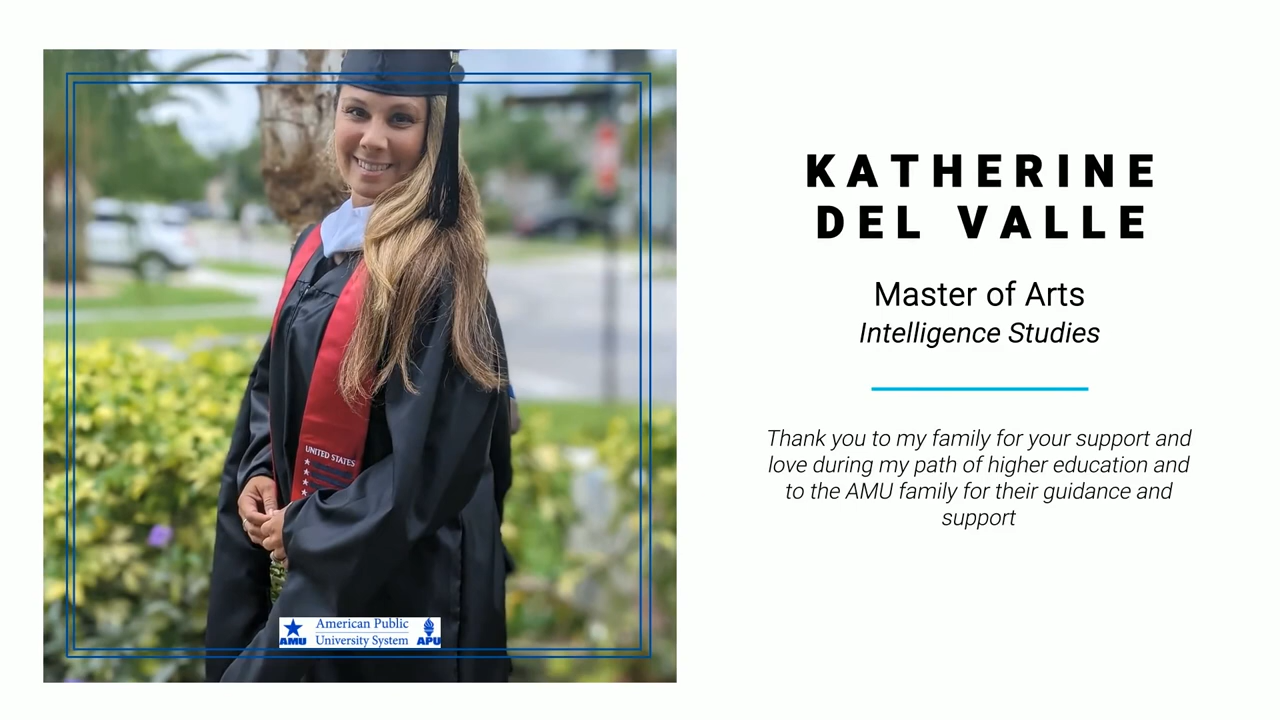 KATHERINE
DEL VALLE
Master of Arts
Intelligence Studies
Thank you to my family for your support and
love during my path of higher education and
to the AMU family for their guidance and
support
UNITED STATES
AMU
American Public
University System
APU